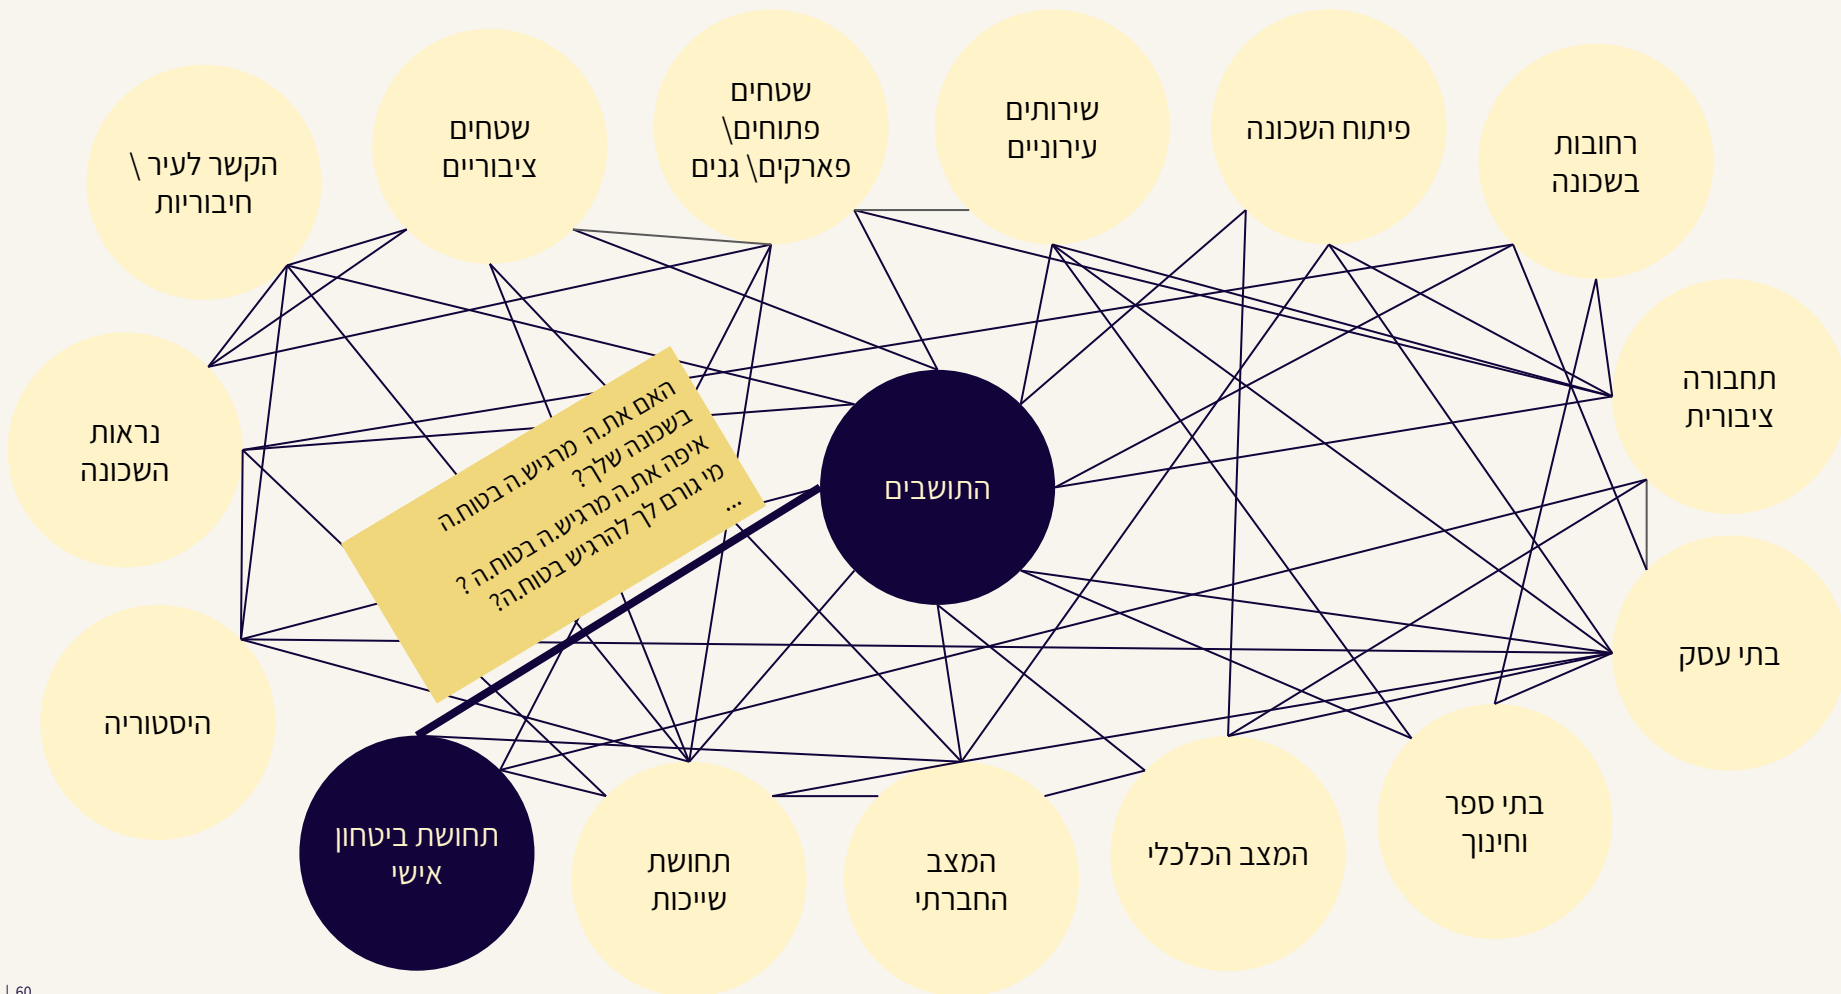 רחובות
בשכונה
פיתוח השכונה
שירותים
עירוניים
שטחים
פתוחים\
פארקים\ גנים
שטחים
ציבוריים
הקשר לעיר \
חיבוריות
תחבורה
ציבורית
התושבים
האם את.ה מרגיש.ה בטוח.ה
בשכונה שלך?
איפה את.ה מרגיש.ה בטוח.ה ?
מי גורם לך להרגיש בטוח.ה?
...
נראות
השכונה
בתי עסק
היסטוריה
בתי ספר
וחינוך
המצב הכלכלי
המצב
החברתי
תחושת
שייכות
תחושת ביטחון
אישי
| 60